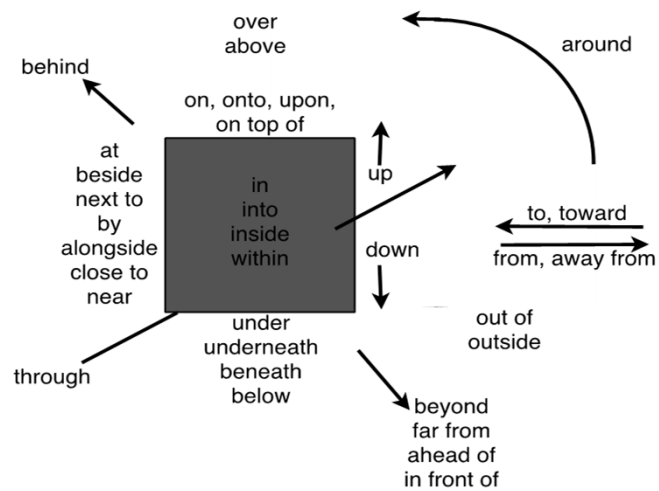 over
above
around
behind
on, onto, upon,
on top of
at
beside
next to
by
alongside
close to
near
in
into
inside
within
up
down
to, toward
from, away from
out of
outside
under
underneath
beneath
below
through
beyond
far from
ahead of
in front of